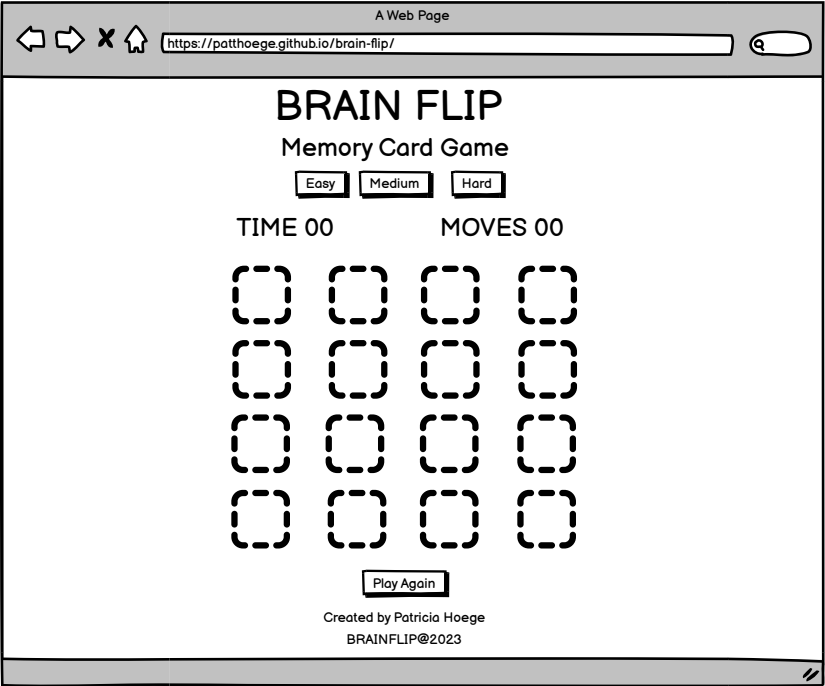 A Web Page
https://patthoege.github.io/brain-flip/
BRAIN FLIP
Memory Card Game
Easy Medium Hard
TIME 00 MOVES 00
Play Again
Created by Patricia Hoege
BRAINFLIP@2023